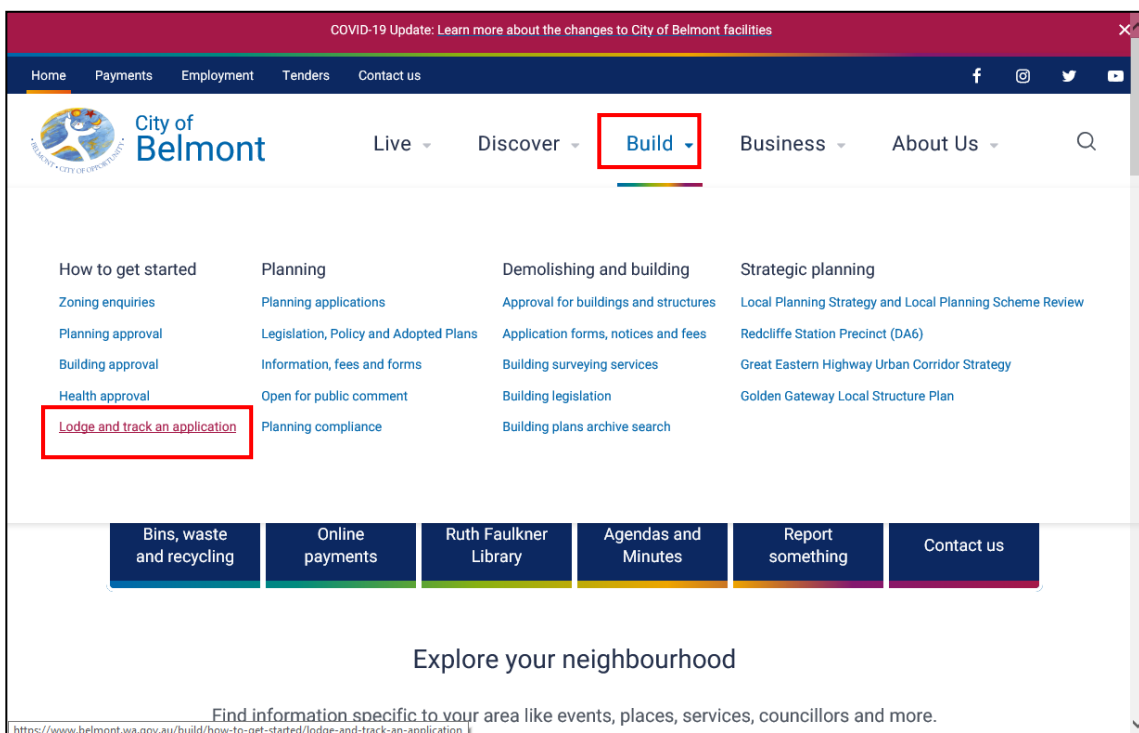 COVID-19 Update: Learn more about the changes to City of Belmont facilities
Home Payments Employment Tenders Contact us
City of
Belmont
BELMONT • CITY OF OPPORTUNITY
Live Discover Build Business About Us
How to get started
Zoning enquiries
Planning approval
Building approval
Health approval
Lodge and track an application
Planning
Planning applications
Legislation, Policy and Adopted Plans
Information, fees and forms
Open for public comment
Planning compliance
Demolishing and building
Approval for buildings and structures
Application forms, notices and fees
Building surveying services
Building legislation
Building plans archive search
Strategic planning
Local Planning Strategy and Local Planning Scheme Review
Redcliffe Station Precinct (DA6)
Great Eastern Highway Urban Corridor Strategy
Golden Gateway Local Structure Plan
Bins, waste
and recycling
Online
payments
Ruth Faulkner
Library
Agendas and
Minutes
Report
something
Contact us
Explore your neighbourhood
Find information specific to your area like events, places, services, councillors and more.
https://www.belmont.wa.gov.au/build/how-to-get-started/lodge-and-track-an-application